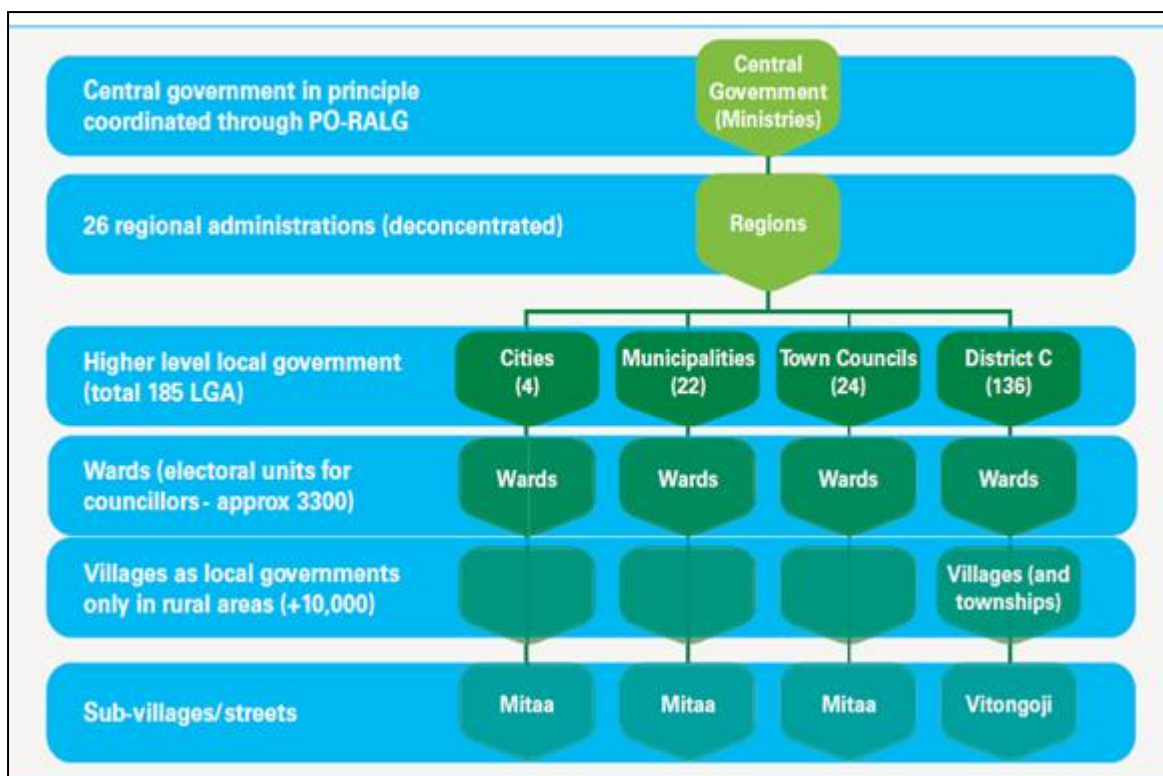 Central government in principle
coordinated through PO-RALG
Central
Government
(Ministries)
26 regional administrations (deconcentrated)
Regions
Higher level local government
(total 185 LGA)
Cities
(4)
Municipalities
(22)
Town Councils
(24)
District C
(136)
Wards (electoral units for
councillors - approx 3300)
Wards
Wards
Wards
Wards
Villages as local governments
only in rural areas (+10,000)
Villages (and
townships)
Sub-villages/streets
Mitaa
Mitaa
Mitaa
Vitongoji